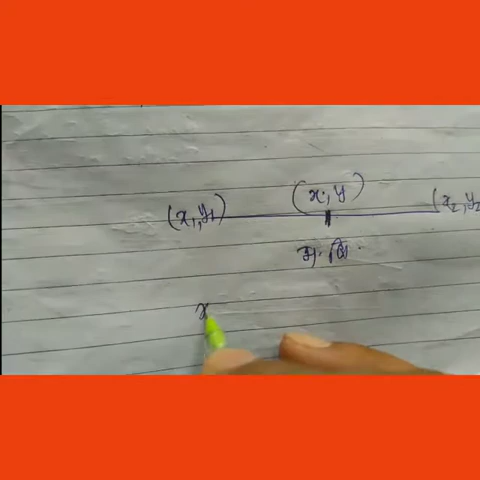 (x, y)
(x₁, y₁) (x₂, y₂)
म. बि.
x